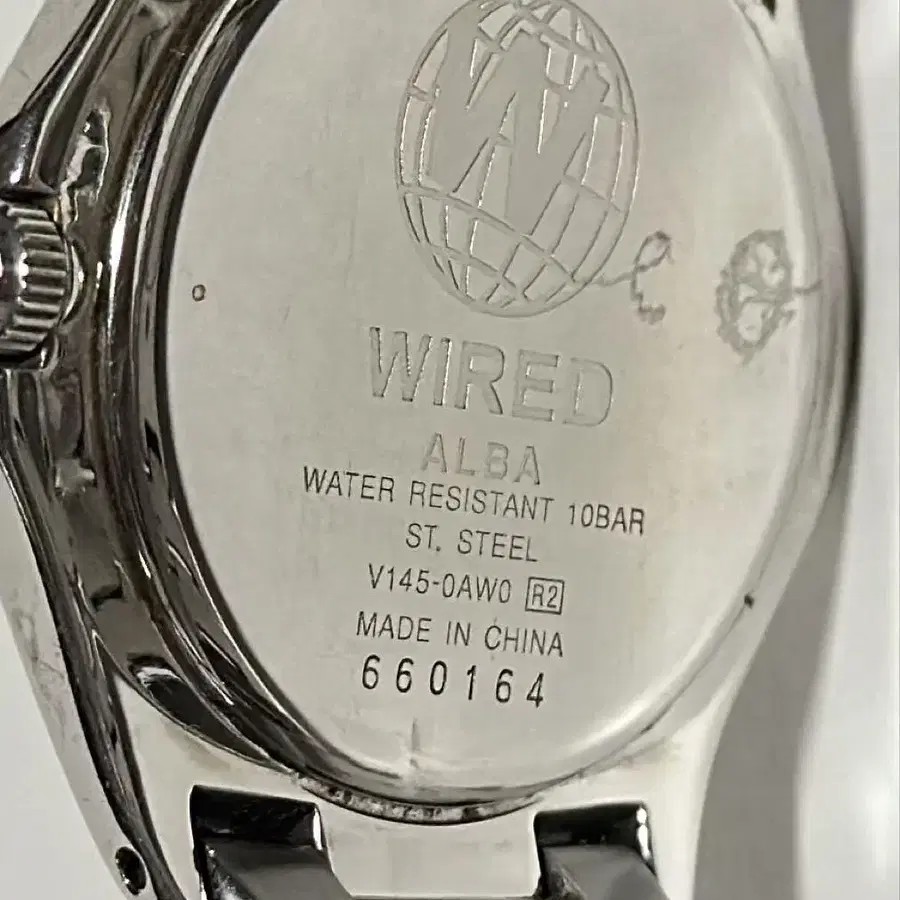 W
WIRED
ALBA
WATER RESISTANT 10BAR
ST. STEEL
V145-0AW0 R2
MADE IN CHINA
660164